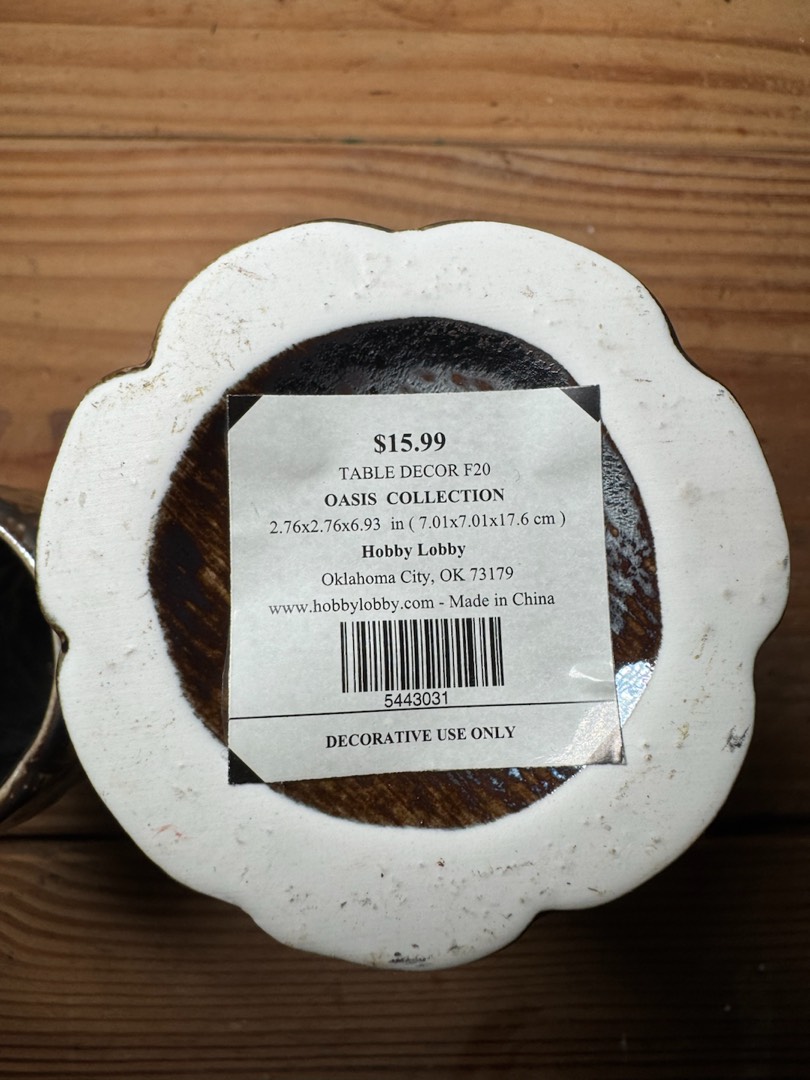 $15.99
TABLE DECOR F20
OASIS COLLECTION
2.76x2.76x6.93 in ( 7.01x7.01x17.6 cm )
Hobby Lobby
Oklahoma City, OK 73179
www.hobbylobby.com - Made in China
5443031
DECORATIVE USE ONLY